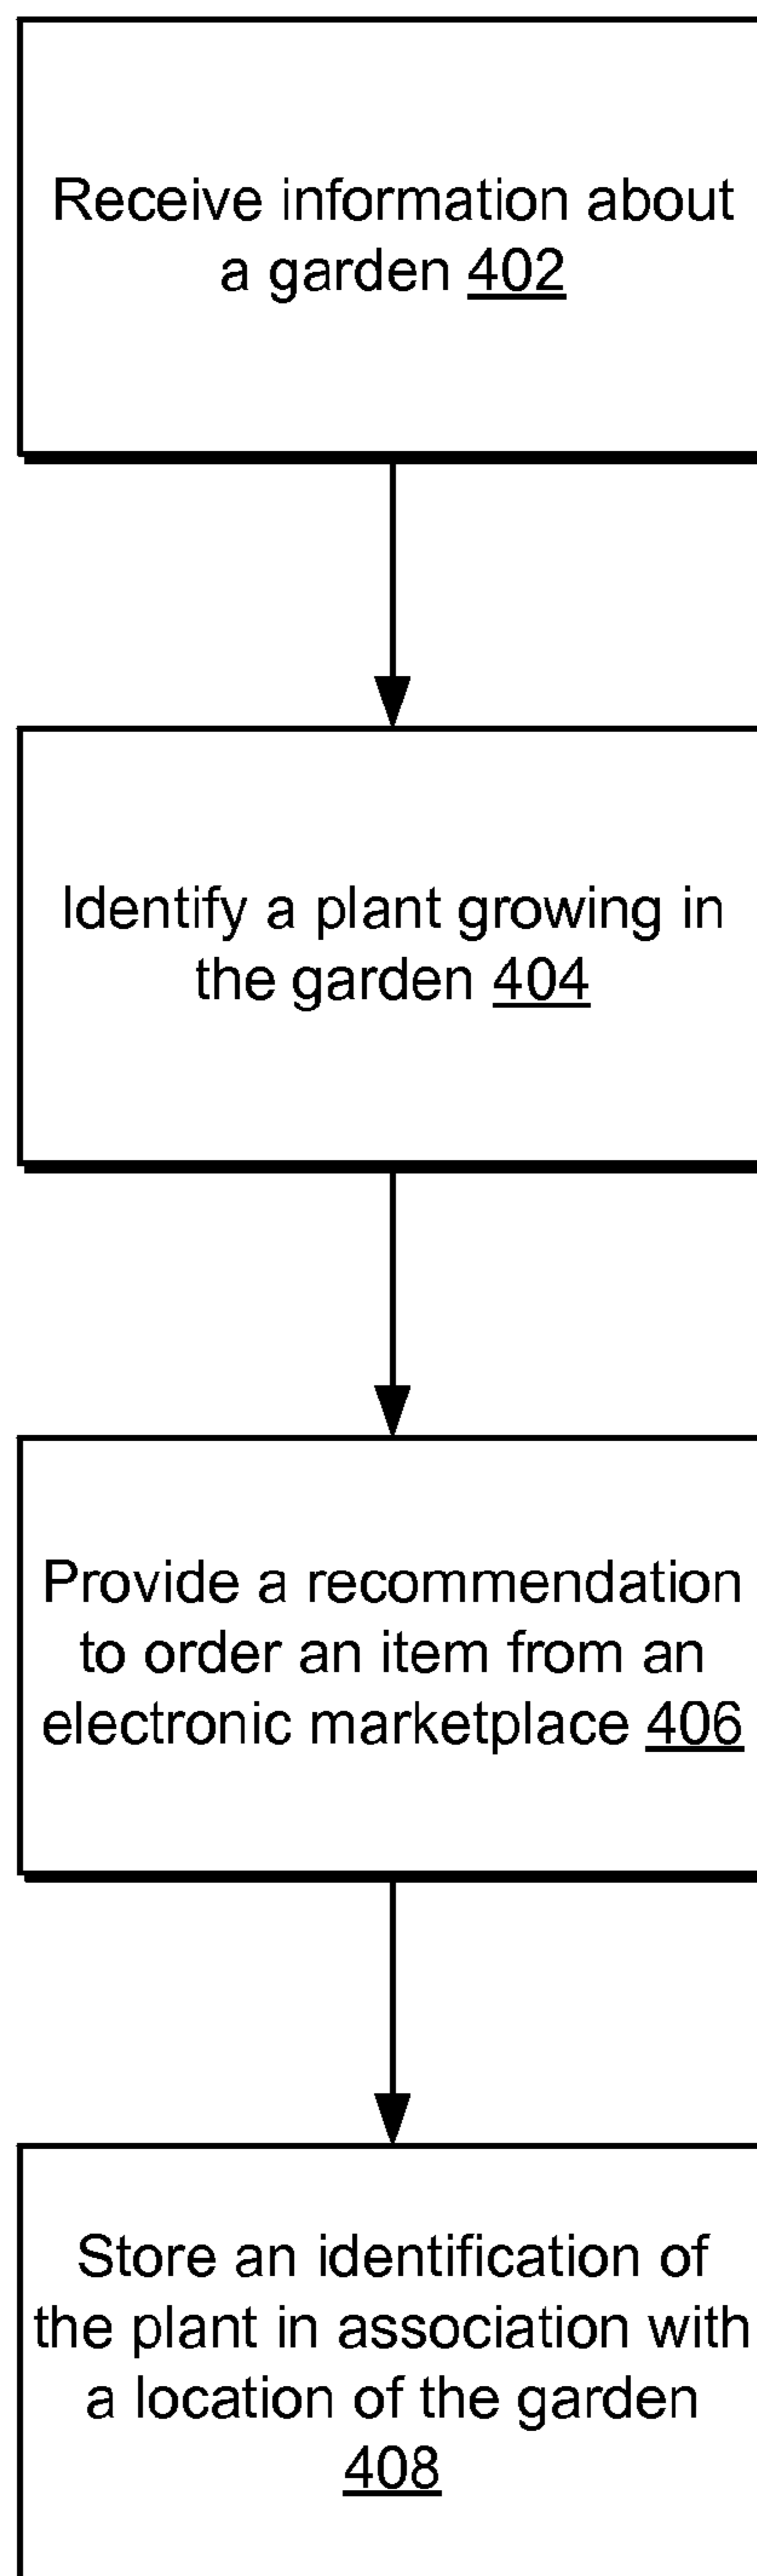 Receive information about
a garden 402
Identify a plant growing in
the garden 404
Provide a recommendation
to order an item from an
electronic marketplace 406
Store an identification of
the plant in association with
a location of the garden
408